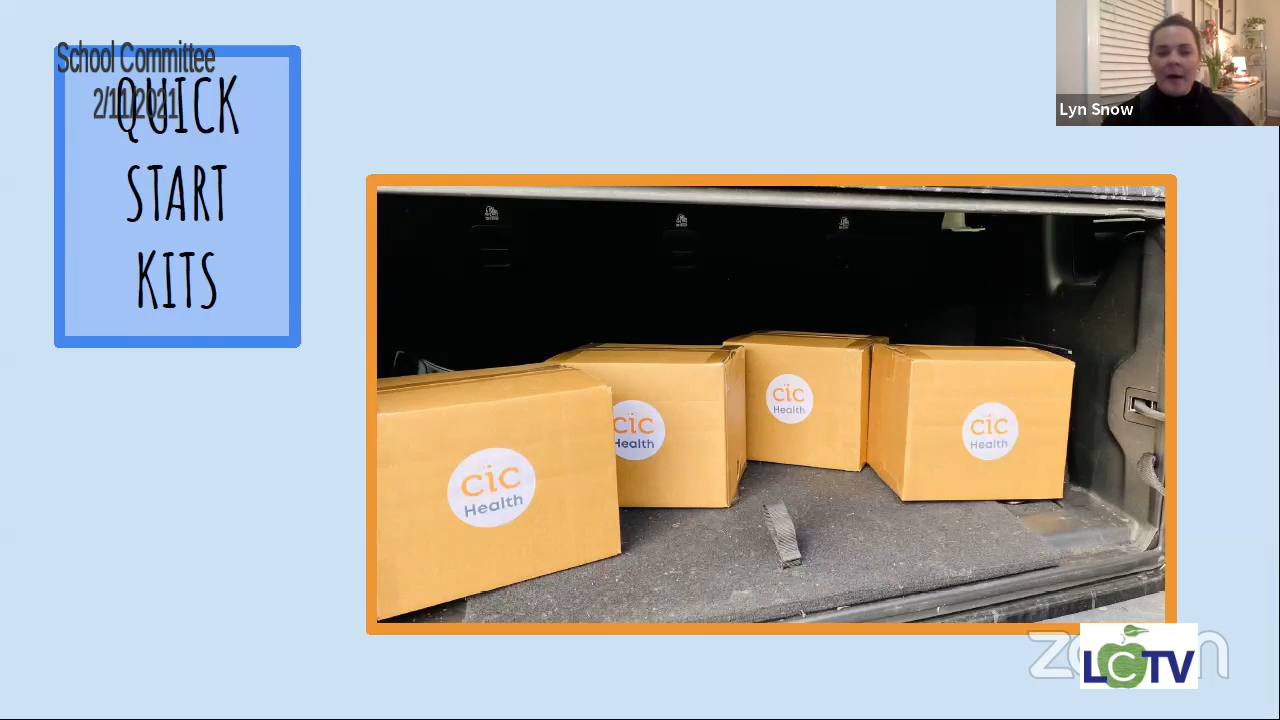 School Committee
2/11/2021
QUICK
START
KITS
Lyn Snow
cic
Health
cic
Health
cic
Health
cic
Health
zoom
LCTV